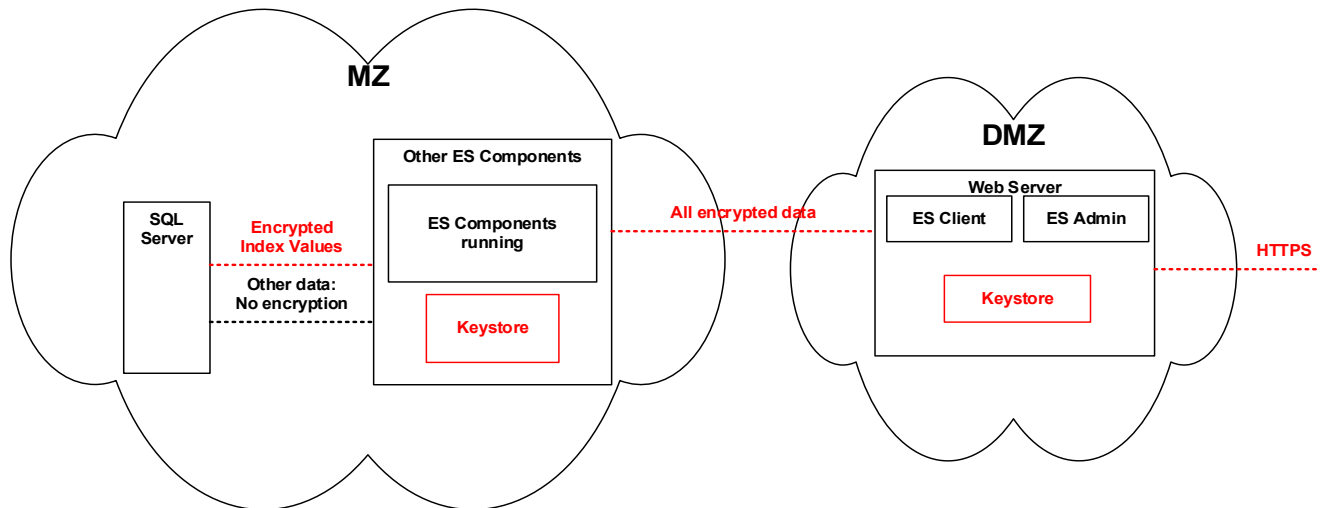 MZ
Other ES Components
ES Components
running
Keystore
SQL
Server
Encrypted
Index Values
Other data:
No encryption
All encrypted data
DMZ
Web Server
ES Client
ES Admin
Keystore
HTTPS